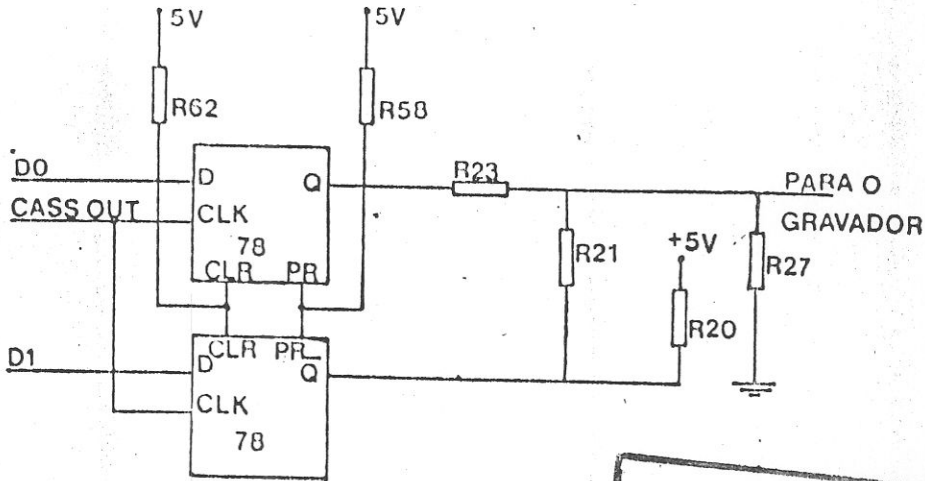 5V
5V
R62
R58
D0
D
Q
R23
PARA O
CASS OUT
CLK
GRAVADOR
78
R21
+5V
R27
CLR
PR
R20
CLR
PR
D1
D
Q
CLK
78